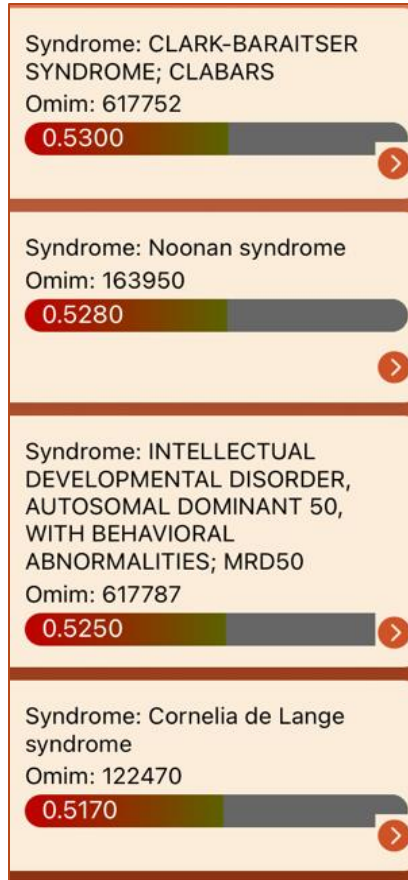 Syndrome: CLARK-BARAITSER
SYNDROME; CLABARS
Omim: 617752
0.5300
Syndrome: Noonan syndrome
Omim: 163950
0.5280
Syndrome: INTELLECTUAL
DEVELOPMENTAL DISORDER,
AUTOSOMAL DOMINANT 50,
WITH BEHAVIORAL
ABNORMALITIES; MRD50
Omim: 617787
0.5250
Syndrome: Cornelia de Lange
syndrome
Omim: 122470
0.5170